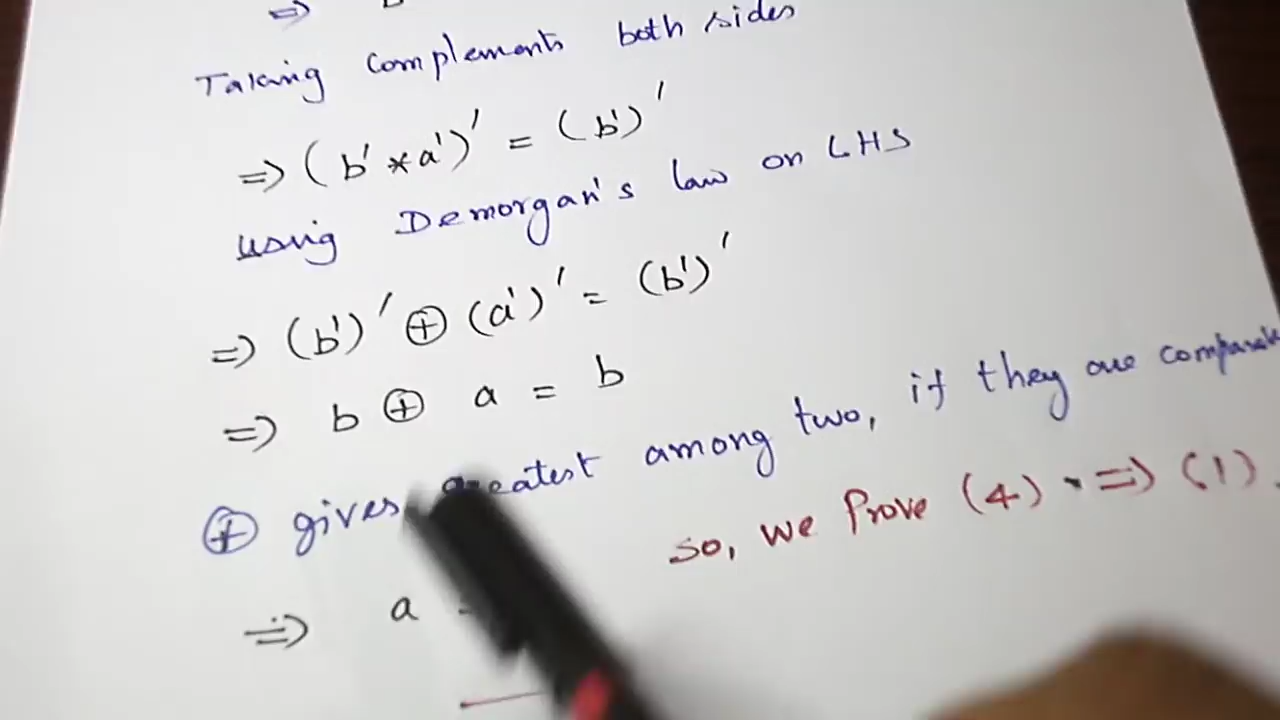 =>
Taking complements both sides
=> (b' * a')' = (b')'
using Demorgan's law on LHS
=> (b')' ⊕ (a')' = (b')'
=> b ⊕ a = b
⊕ gives greatest among two, if they are
so, we Prove (4) => (1).
=> a